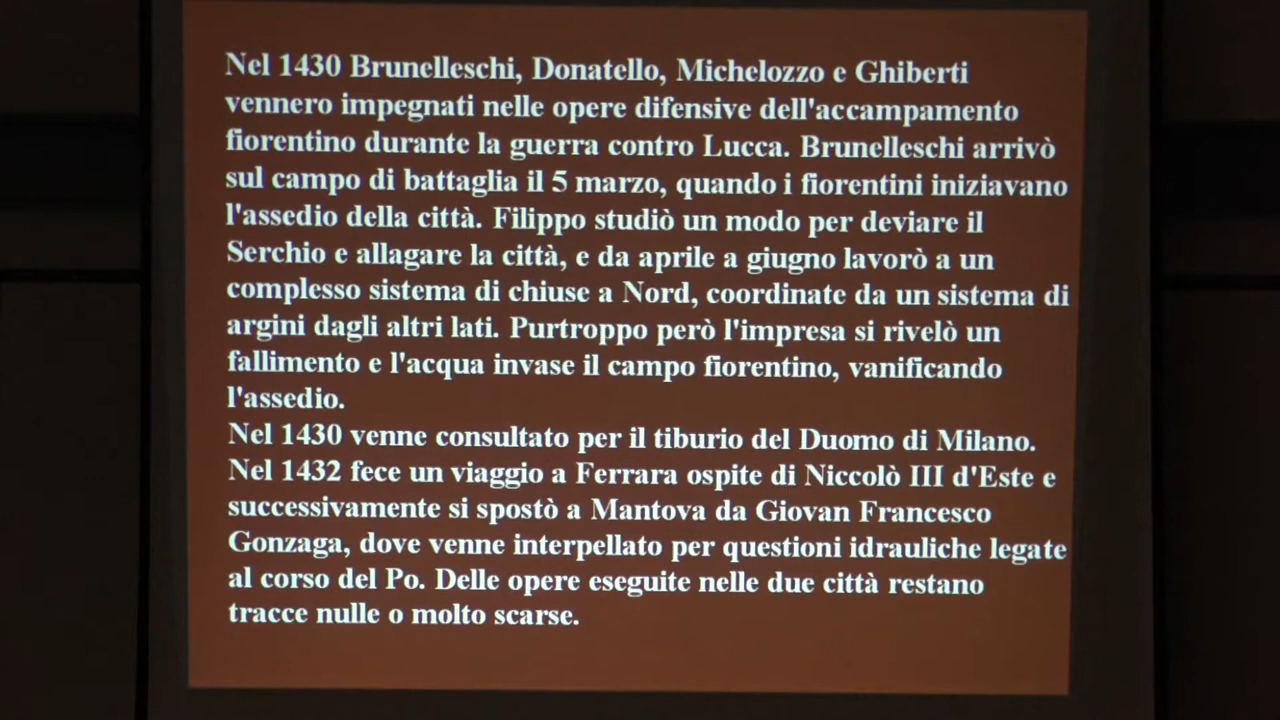 Nel 1430 Brunelleschi, Donatello, Michelozzo e Ghiberti
vennero impegnati nelle opere difensive dell'accampamento
fiorentino durante la guerra contro Lucca. Brunelleschi arrivò
sul campo di battaglia il 5 marzo, quando i fiorentini iniziavano
l'assedio della città. Filippo studiò un modo per deviare il
Serchio e allagare la città, e da aprile a giugno lavorò a un
complesso sistema di chiuse a Nord, coordinate da un sistema di
argini dagli altri lati. Purtroppo però l'impresa si rivelò un
fallimento e l'acqua invase il campo fiorentino, vanificando
l'assedio.
Nel 1430 venne consultato per il tiburio del Duomo di Milano.
Nel 1432 fece un viaggio a Ferrara ospite di Niccolò III d'Este e
successivamente si spostò a Mantova da Giovan Francesco
Gonzaga, dove venne interpellato per questioni idrauliche legate
al corso del Po. Delle opere eseguite nelle due città restano
tracce nulle o molto scarse.